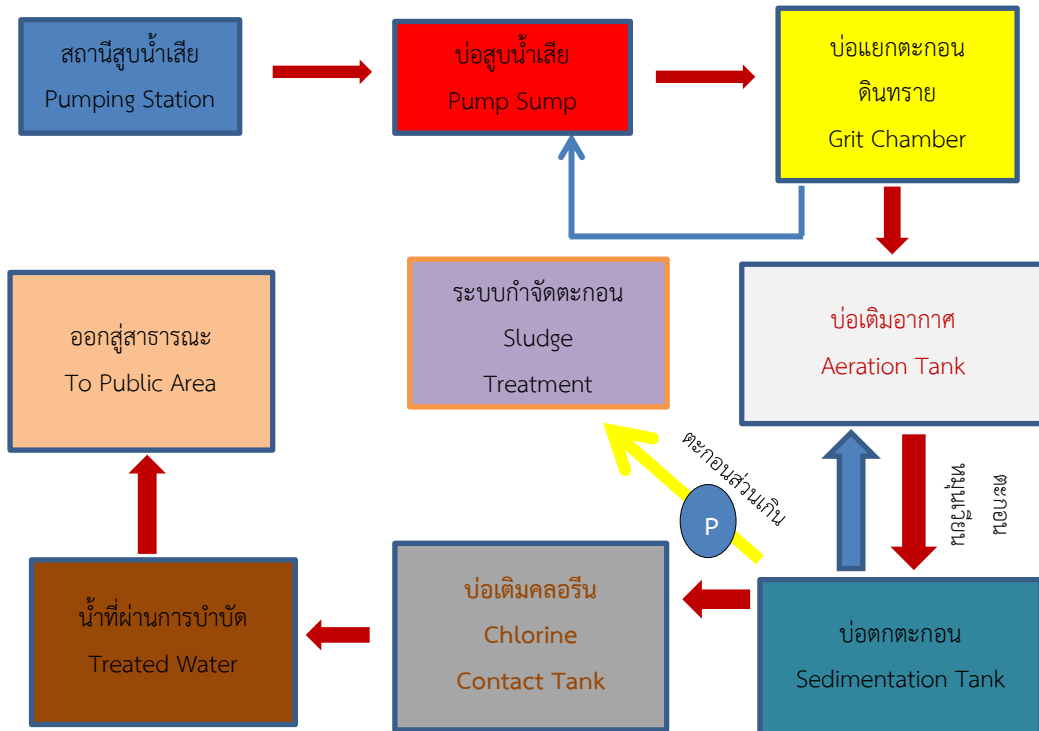 สถานีสูบน้ำเสีย
Pumping Station
บ่อสูบน้ำเสีย
Pump Sump
บ่อแยกตะกอน
ดินทราย
Grit Chamber
ออกสู่สาธารณะ
To Public Area
ระบบกำจัดตะกอน
Sludge
Treatment
บ่อเติมอากาศ
Aeration Tank
ตะกอนส่วนเกิน
P
ตะกอน
หมุนเวียน
น้ำที่ผ่านการบำบัด
Treated Water
บ่อเติมคลอรีน
Chlorine
Contact Tank
บ่อตกตะกอน
Sedimentation Tank